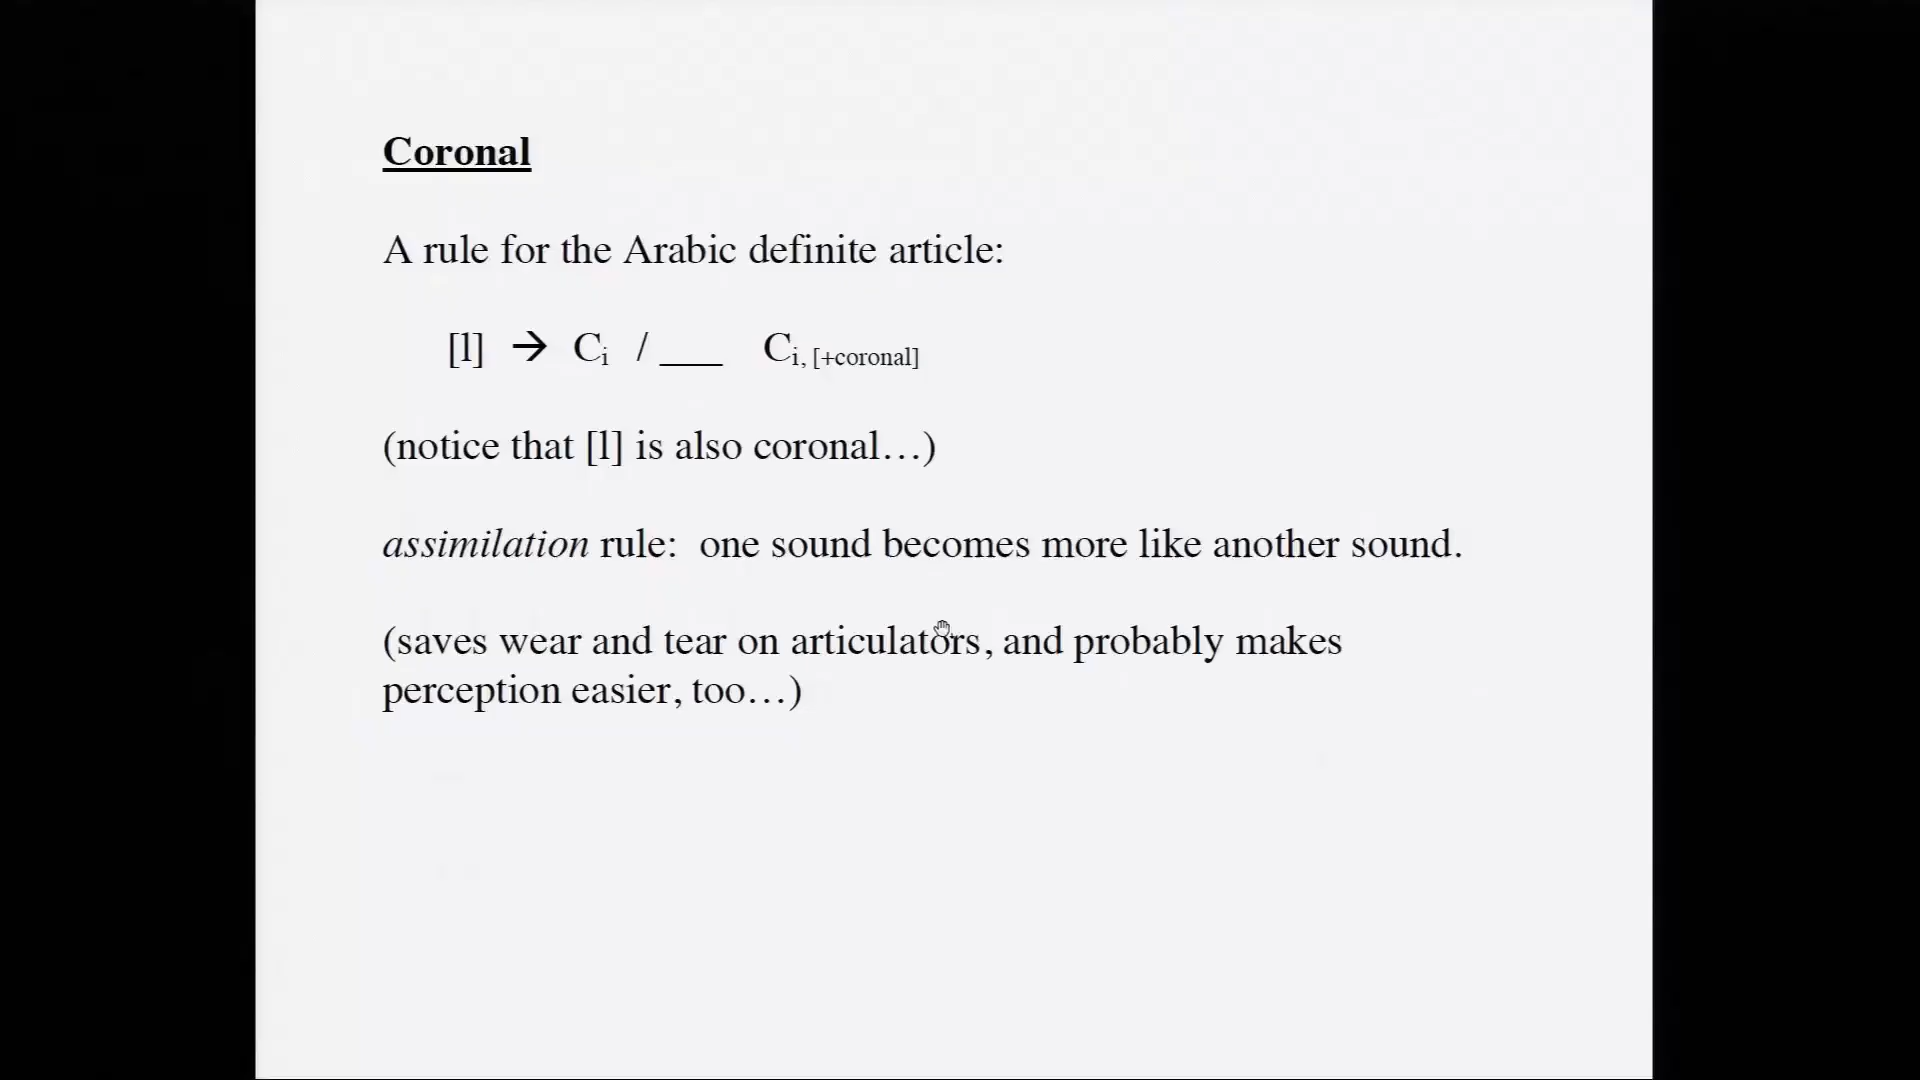 Coronal
A rule for the Arabic definite article:
[l] → Ci / ___ Ci, [+coronal]
(notice that [l] is also coronal…)
assimilation rule: one sound becomes more like another sound.
(saves wear and tear on articulators, and probably makes
perception easier, too…)